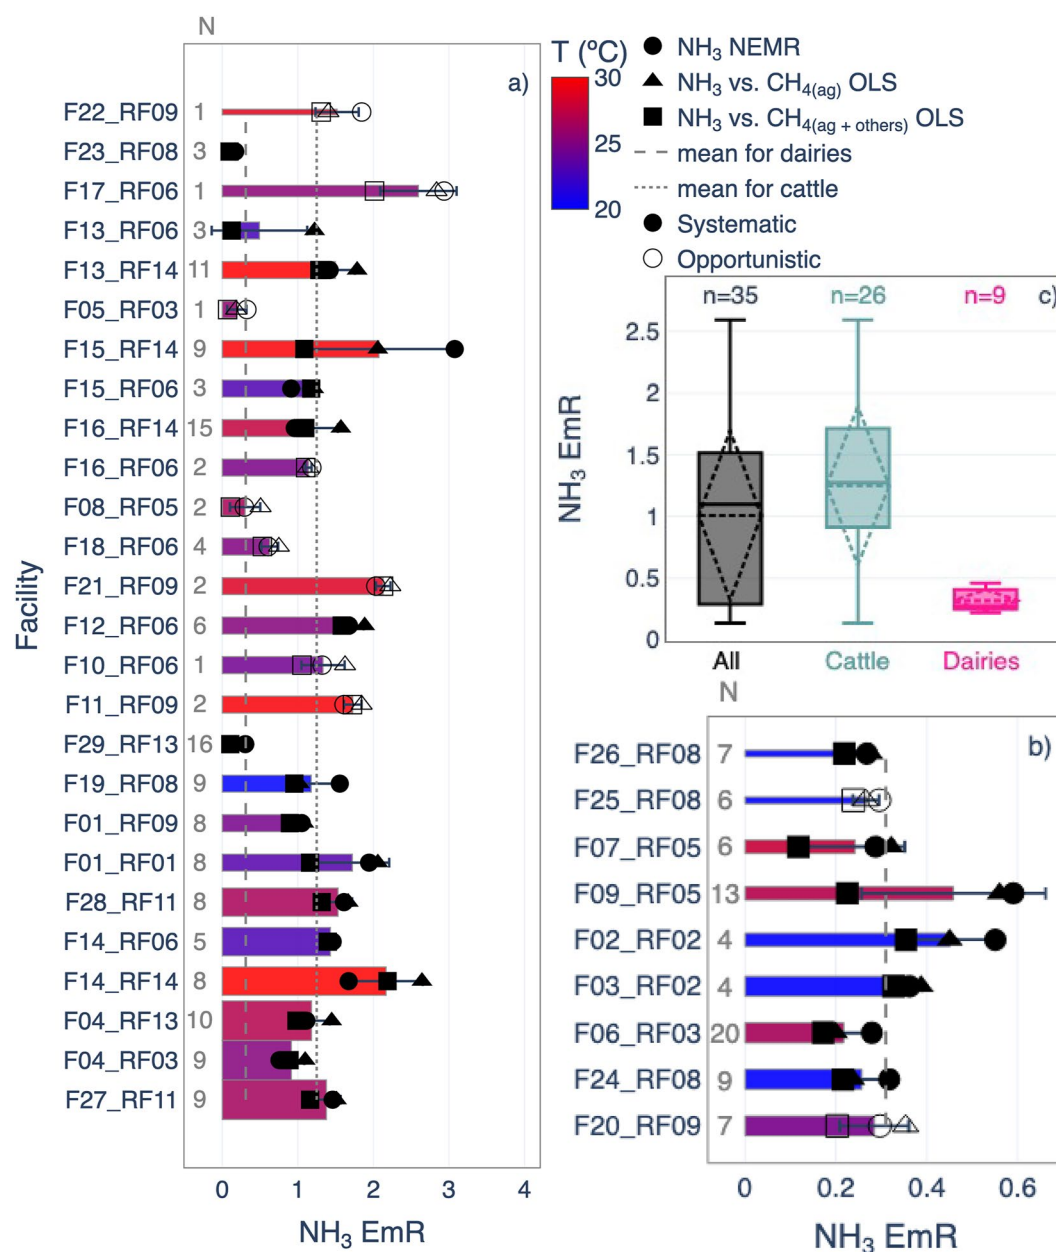 N
a)
F22_RF09 1
F23_RF08 3
F17_RF06 1
F13_RF06 3
F13_RF14 11
F05_RF03 1
F15_RF14 9
F15_RF06 3
F16_RF14 15
F16_RF06 2
F08_RF05 2
F18_RF06 4
F21_RF09 2
F12_RF06 6
F10_RF06 1
F11_RF09 2
F29_RF13 16
F19_RF08 9
F01_RF09 8
F01_RF01 8
F28_RF11 8
F14_RF06 5
F14_RF14 8
F04_RF13 10
F04_RF03 9
F27_RF11 9
Facility
0 1 2 3 4
NH₃ EmR
T (ºC)
30
25
20
NH₃ NEMR
NH₃ vs. CH₄₍ag₎ OLS
NH₃ vs. CH₄₍ag + others₎ OLS
mean for dairies
mean for cattle
Systematic
Opportunistic
n=35 n=26 n=9 c)
2.5
2
1.5
1
0.5
0
NH₃ EmR
All Cattle Dairies
N
b)
F26_RF08 7
F25_RF08 6
F07_RF05 6
F09_RF05 13
F02_RF02 4
F03_RF02 4
F06_RF03 20
F24_RF08 9
F20_RF09 7
0 0.2 0.4 0.6
NH₃ EmR